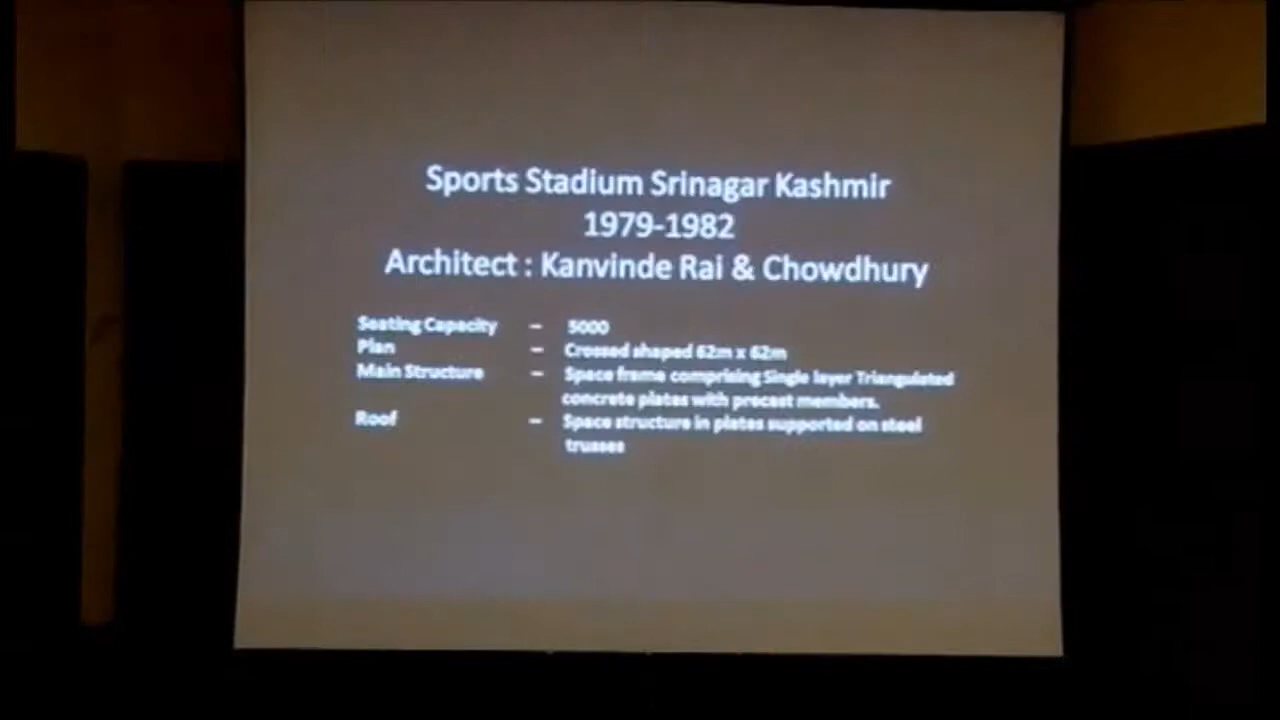 Sports Stadium Srinagar Kashmir
1979-1982
Architect : Kanvinde Rai & Chowdhury
Seating Capacity – 5000
Plan – Crossed shaped 62m x 62m
Main Structure – Space frame comprising Single layer Triangulated
concrete plates with precast members.
Roof – Space structure in plates supported on steel
trusses